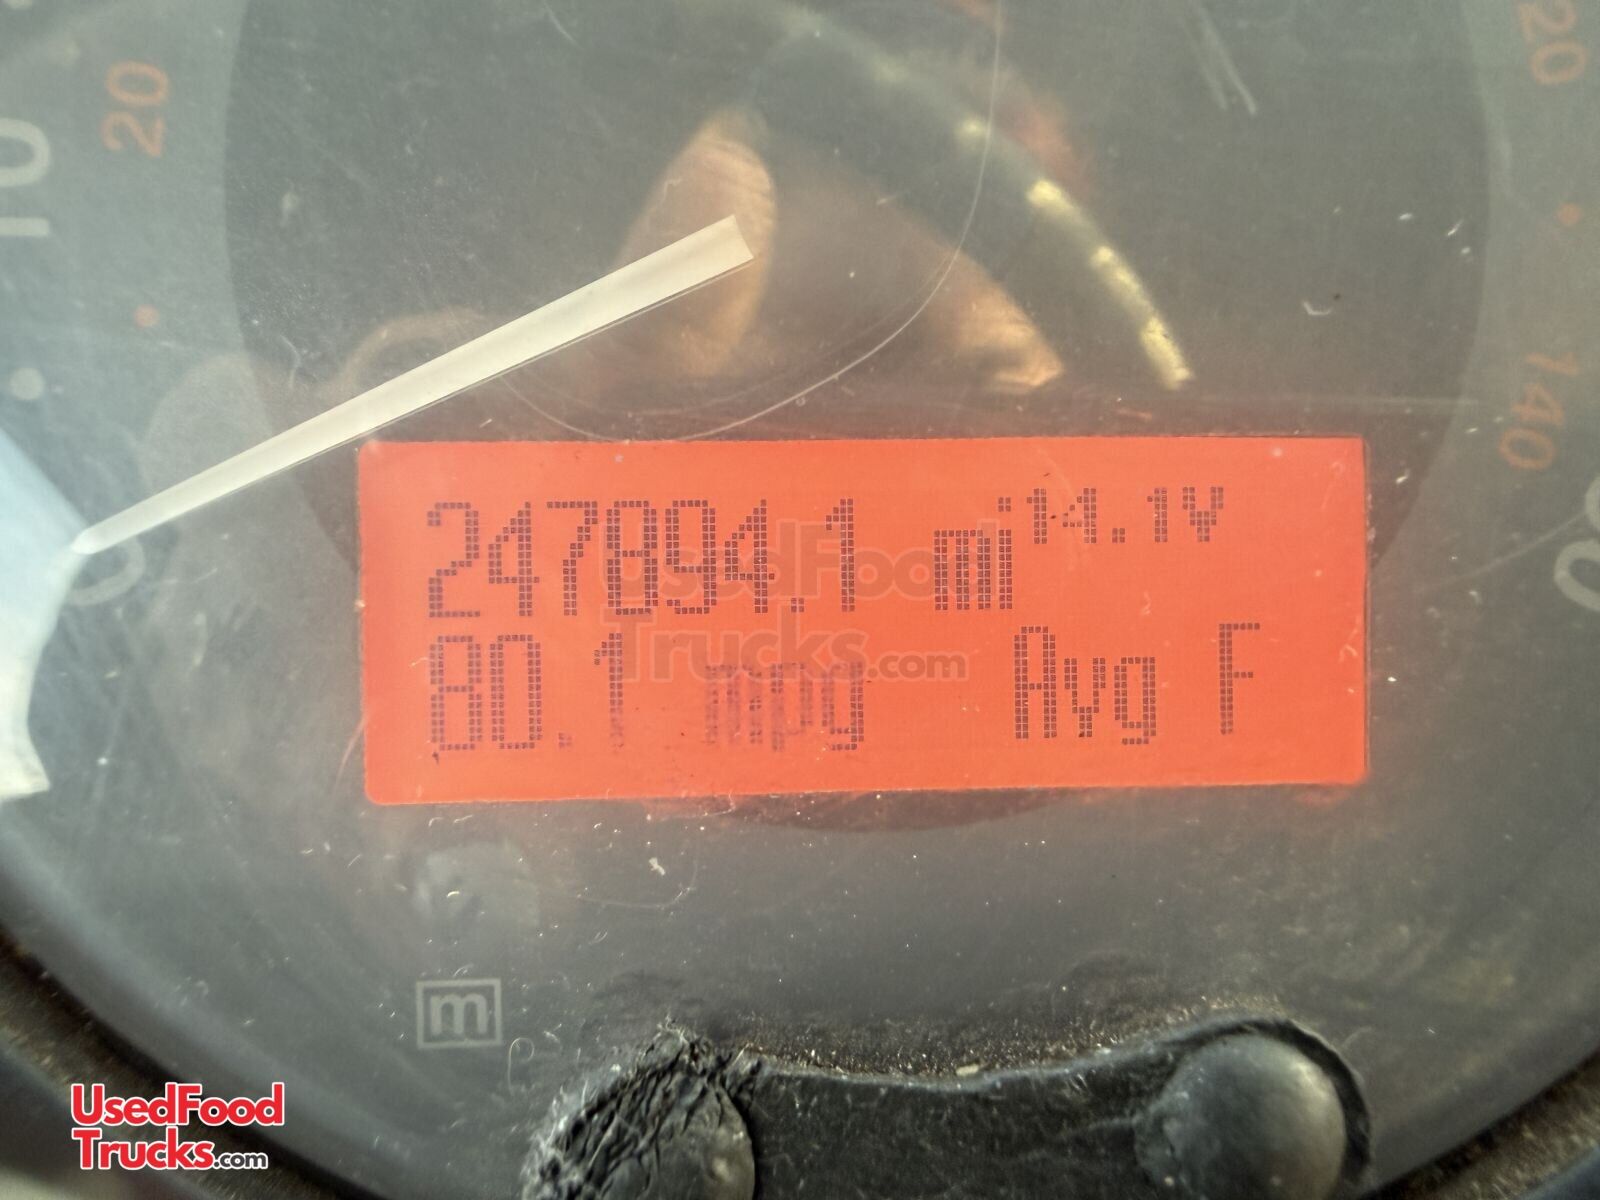 20
10
0
20
140
247894.1 mi 14.1V
80.1 mpg Avg F
UsedFood
Trucks.com
m
UsedFood
Trucks.com